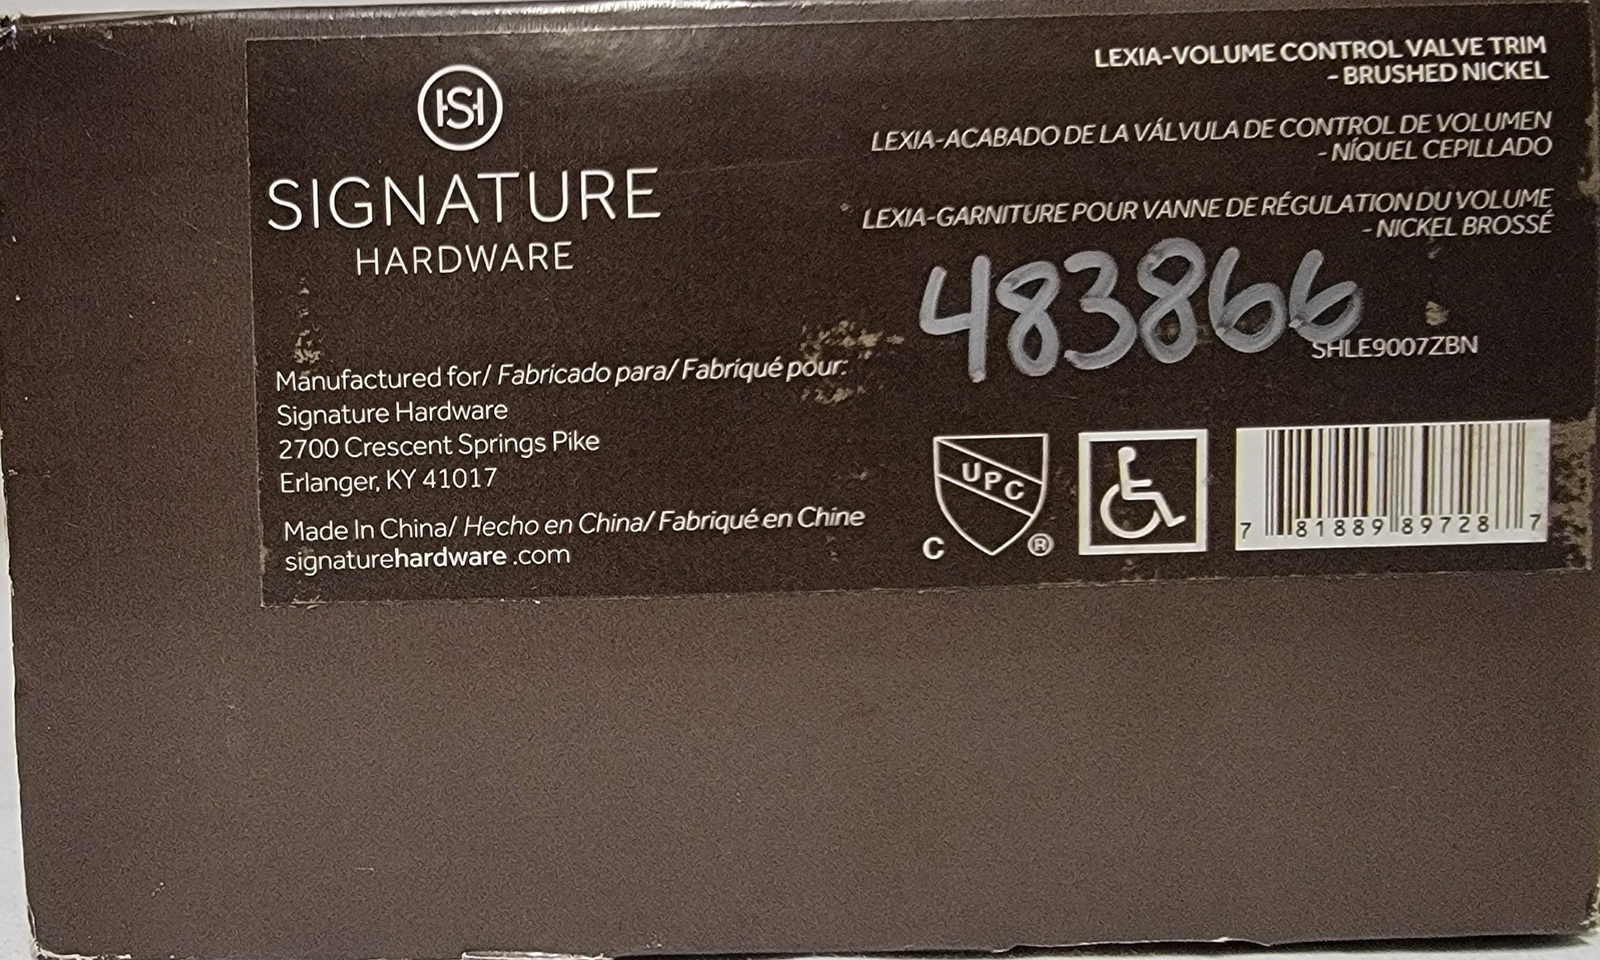 HSH
SIGNATURE
HARDWARE
Manufactured for/ Fabricado para/ Fabriqué pour:
Signature Hardware
2700 Crescent Springs Pike
Erlanger, KY 41017
Made In China/ Hecho en China/ Fabriqué en Chine
signaturehardware.com
LEXIA-VOLUME CONTROL VALVE TRIM
- BRUSHED NICKEL
LEXIA-ACABADO DE LA VÁLVULA DE CONTROL DE VOLUMEN
- NÍQUEL CEPILLADO
LEXIA-GARNITURE POUR VANNE DE RÉGULATION DU VOLUME
- NICKEL BROSSÉ
483866
SHLE9007ZBN
UPC
C ®
7 81889 89728 7